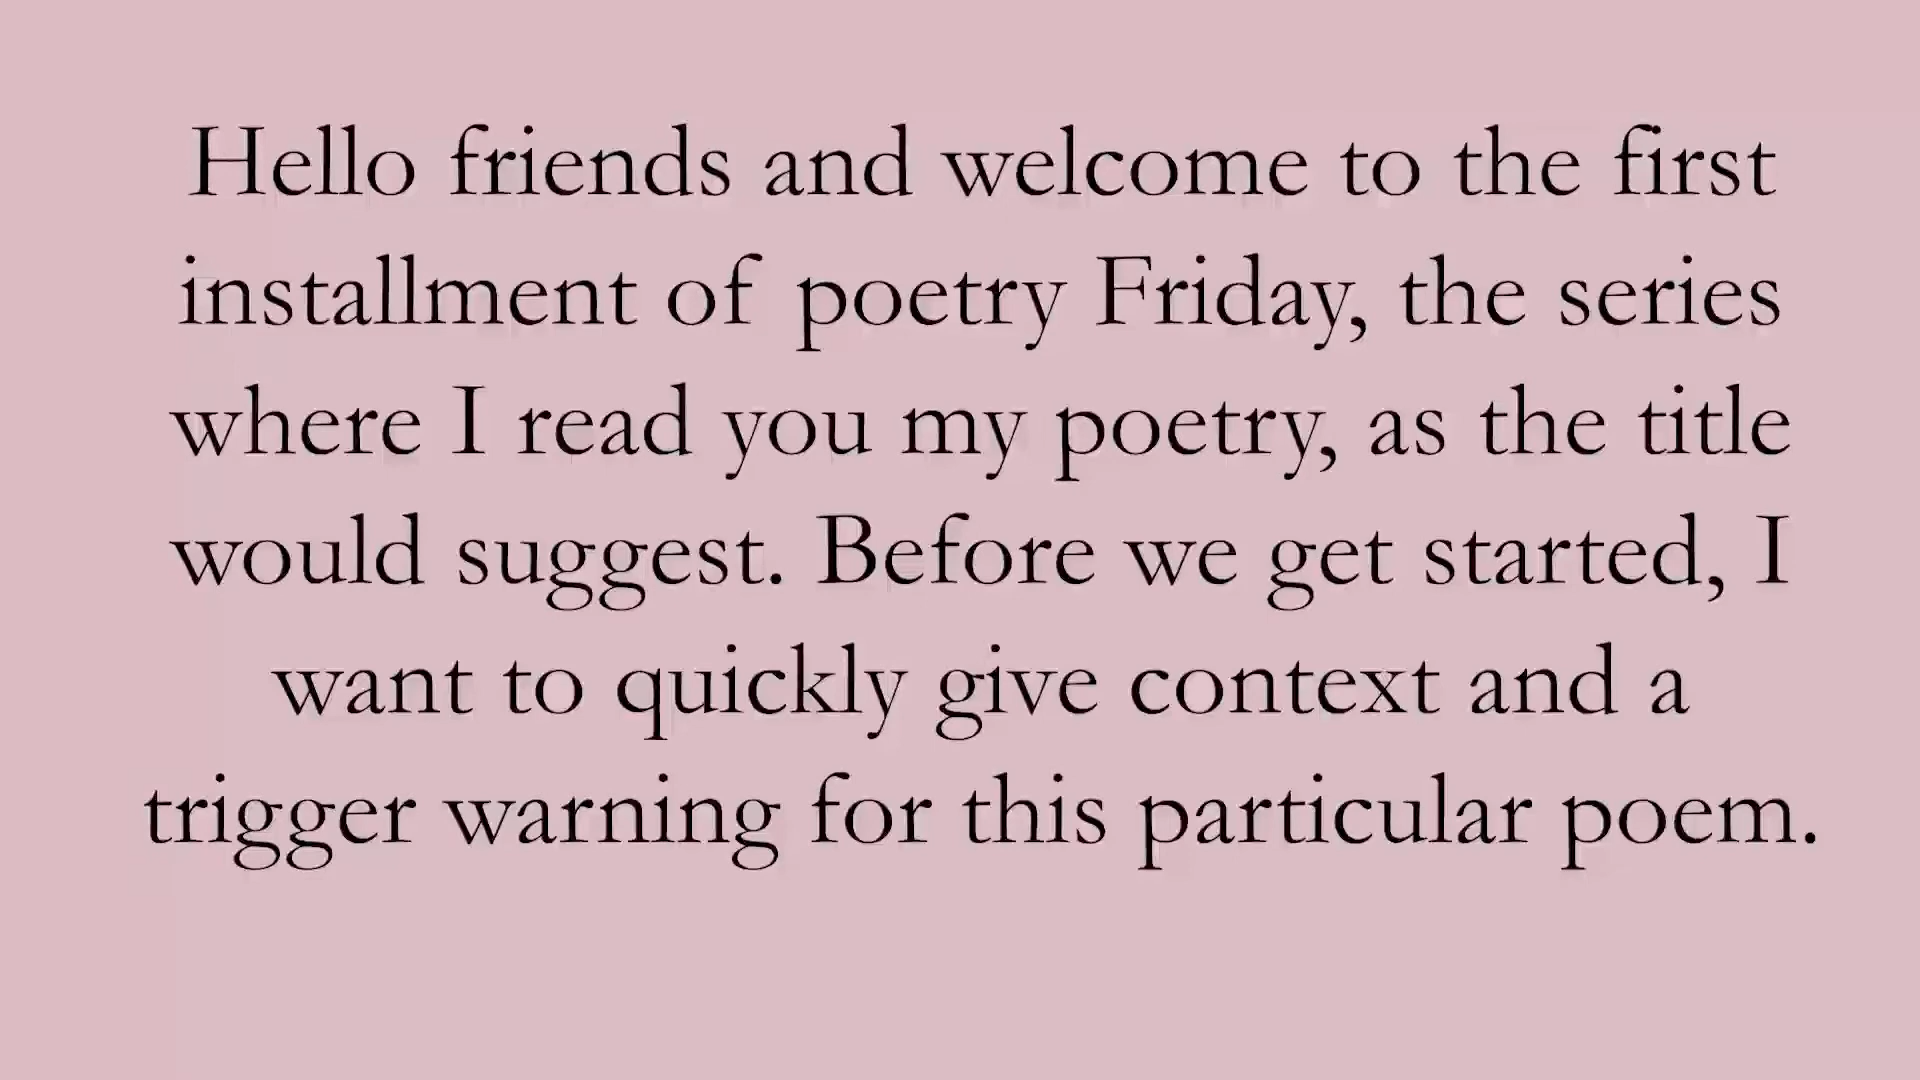 Hello friends and welcome to the first
installment of poetry Friday, the series
where I read you my poetry, as the title
would suggest. Before we get started, I
want to quickly give context and a
trigger warning for this particular poem.